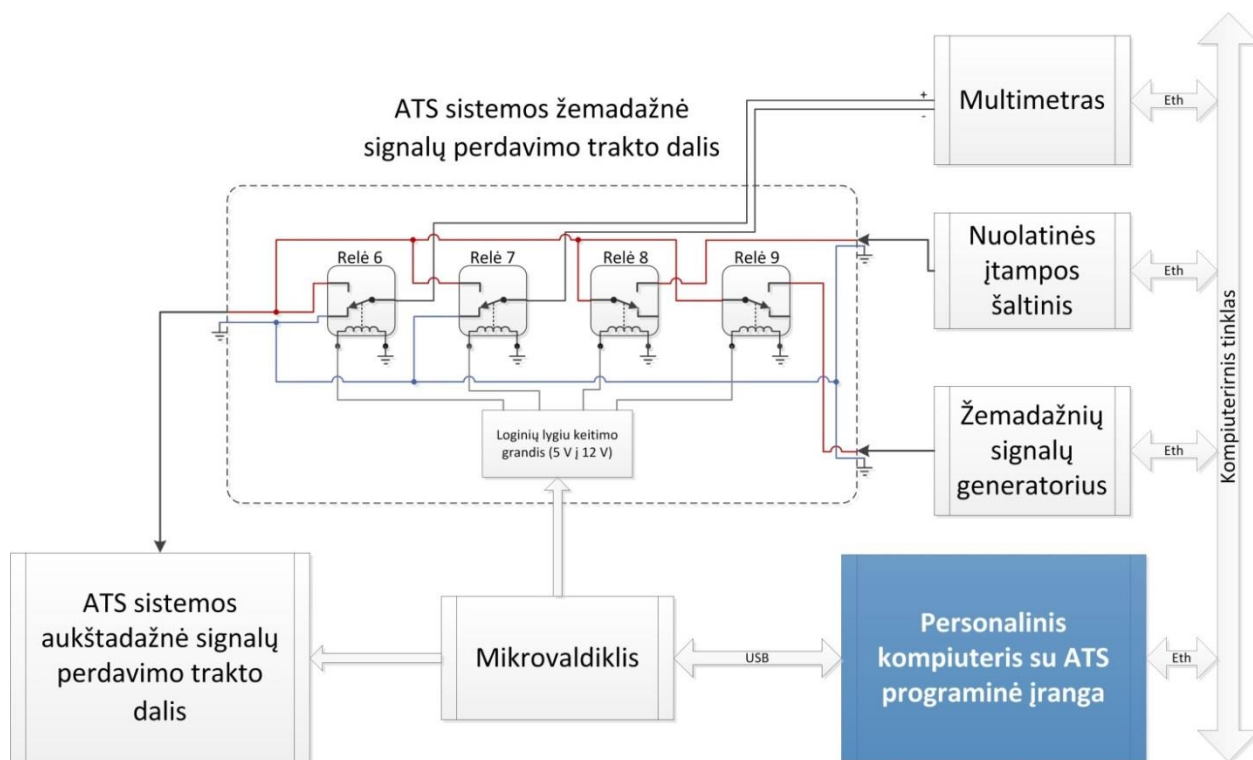 ATS sistemos žemadažnė
signalų perdavimo trakto dalis
+
-
Multimetras
Eth
Relė 6
Relė 7
Relė 8
Relė 9
Nuolatinės
įtampos
šaltinis
Eth
Loginių lygiu keitimo
grandis (5 V į 12 V)
Žemadažnių
signalų
generatorius
Eth
Kompiuterirnis tinklas
ATS sistemos
aukštadažnė signalų
perdavimo trakto
dalis
Mikrovaldiklis
USB
Personalinis
kompiuteris su ATS
programinė įranga
Eth